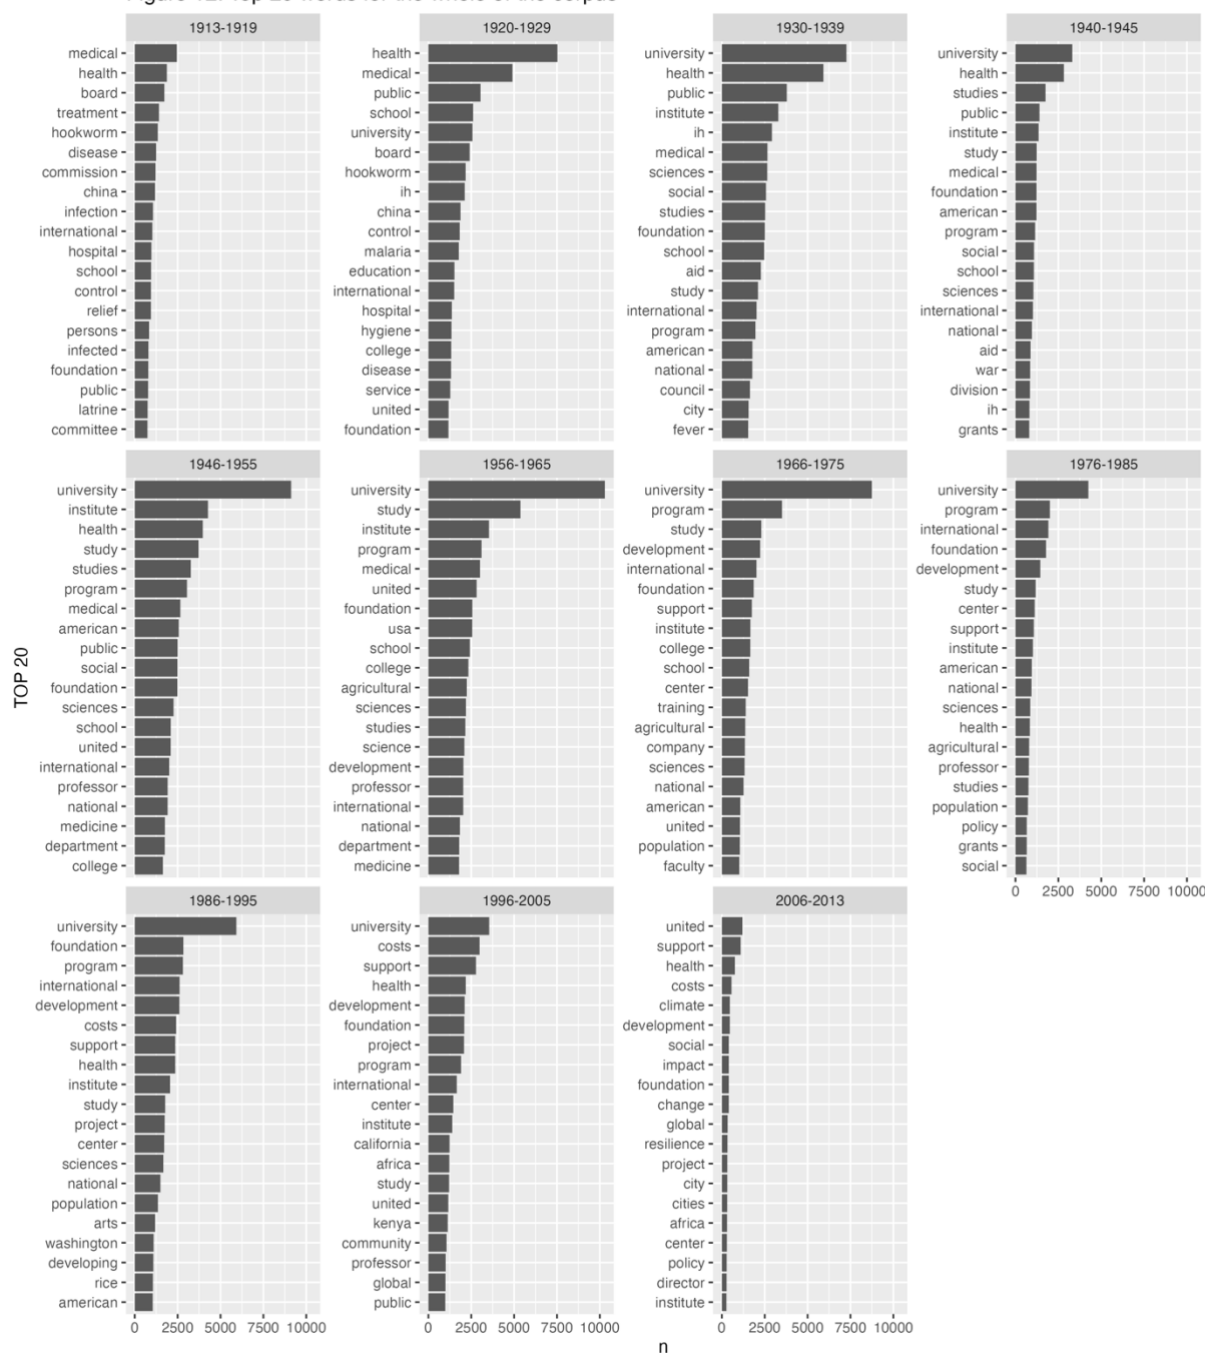 1913-1919
medical
health
board
treatment
hookworm
disease
commission
china
infection
international
hospital
school
control
relief
persons
infected
foundation
public
latrine
committee
1920-1929
health
medical
public
school
university
board
hookworm
ih
china
control
malaria
education
international
hospital
hygiene
college
disease
service
united
foundation
1930-1939
university
health
public
institute
ih
medical
sciences
social
studies
foundation
school
aid
study
international
program
american
national
council
city
fever
1940-1945
university
health
studies
public
institute
study
medical
foundation
american
program
social
school
sciences
international
national
aid
war
division
ih
grants
TOP 20
1946-1955
university
institute
health
study
studies
program
medical
american
public
social
foundation
sciences
school
united
international
professor
national
medicine
department
college
1956-1965
university
study
institute
program
medical
united
foundation
usa
school
college
agricultural
sciences
studies
science
development
professor
international
national
department
medicine
1966-1975
university
program
study
development
international
foundation
support
institute
college
school
center
training
agricultural
company
sciences
national
american
united
population
faculty
1976-1985
university
program
international
foundation
development
study
center
support
institute
american
national
sciences
health
agricultural
professor
studies
population
policy
grants
social
0 2500 5000 7500 10000
1986-1995
university
foundation
program
international
development
costs
support
health
institute
study
project
center
sciences
national
population
arts
washington
developing
rice
american
0 2500 5000 7500 10000
1996-2005
university
costs
support
health
development
foundation
project
program
international
center
institute
california
africa
study
united
kenya
community
professor
global
public
0 2500 5000 7500 10000
2006-2013
united
support
health
costs
climate
development
social
impact
foundation
change
global
resilience
project
city
cities
africa
center
policy
director
institute
0 2500 5000 7500 10000
n